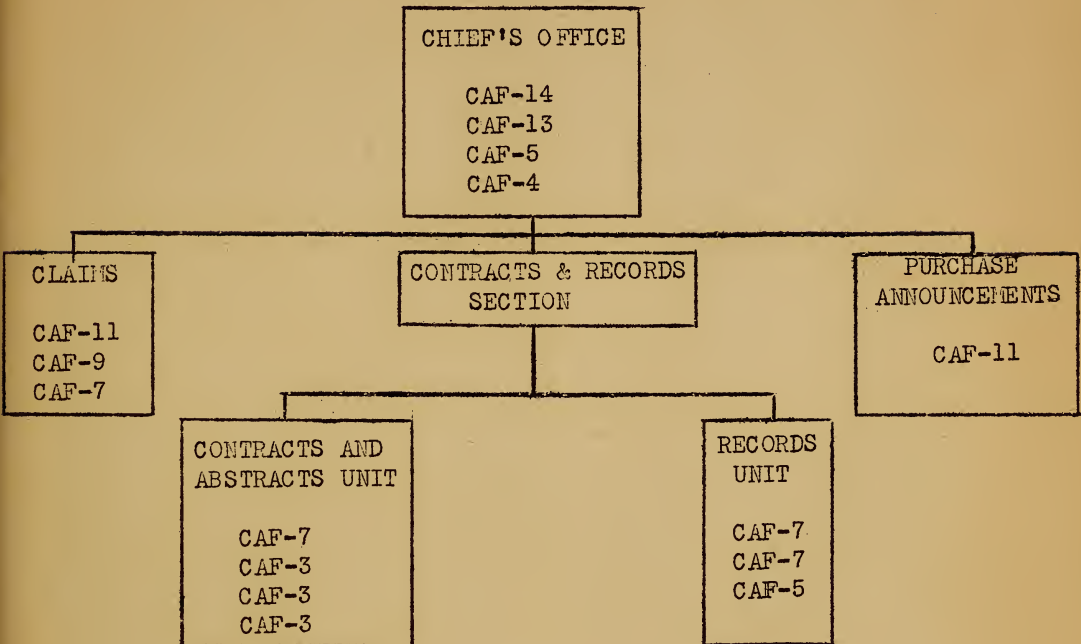 CHIEF'S OFFICE
CAF-14
CAF-13
CAF-5
CAF-4
CLAIMS
CAF-11
CAF-9
CAF-7
CONTRACTS & RECORDS
SECTION
PURCHASE
ANNOUNCEMENTS
CAF-11
CONTRACTS AND
ABSTRACTS UNIT
CAF-7
CAF-3
CAF-3
CAF-3
RECORDS
UNIT
CAF-7
CAF-7
CAF-5